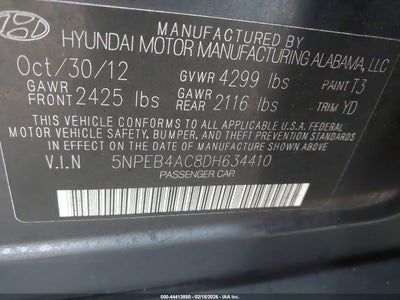 MANUFACTURED BY
HYUNDAI MOTOR MANUFACTURING ALABAMA, LLC
Oct/30/12 GVWR 4299 lbs PAINT T3
GAWR FRONT 2425 lbs GAWR REAR 2116 lbs TRIM YD
THIS VEHICLE CONFORMS TO ALL APPLICABLE U.S. FEDERAL
MOTOR VEHICLE SAFETY, BUMPER, AND THEFT PREVENTION
STANDARDS IN EFFECT ON THE DATE OF MANUFACTURE SHOWN ABOVE.
V.I.N 5NPEB4AC8DH634410
PASSENGER CAR
000-44413980 - 02/18/2026 - IAA Inc.